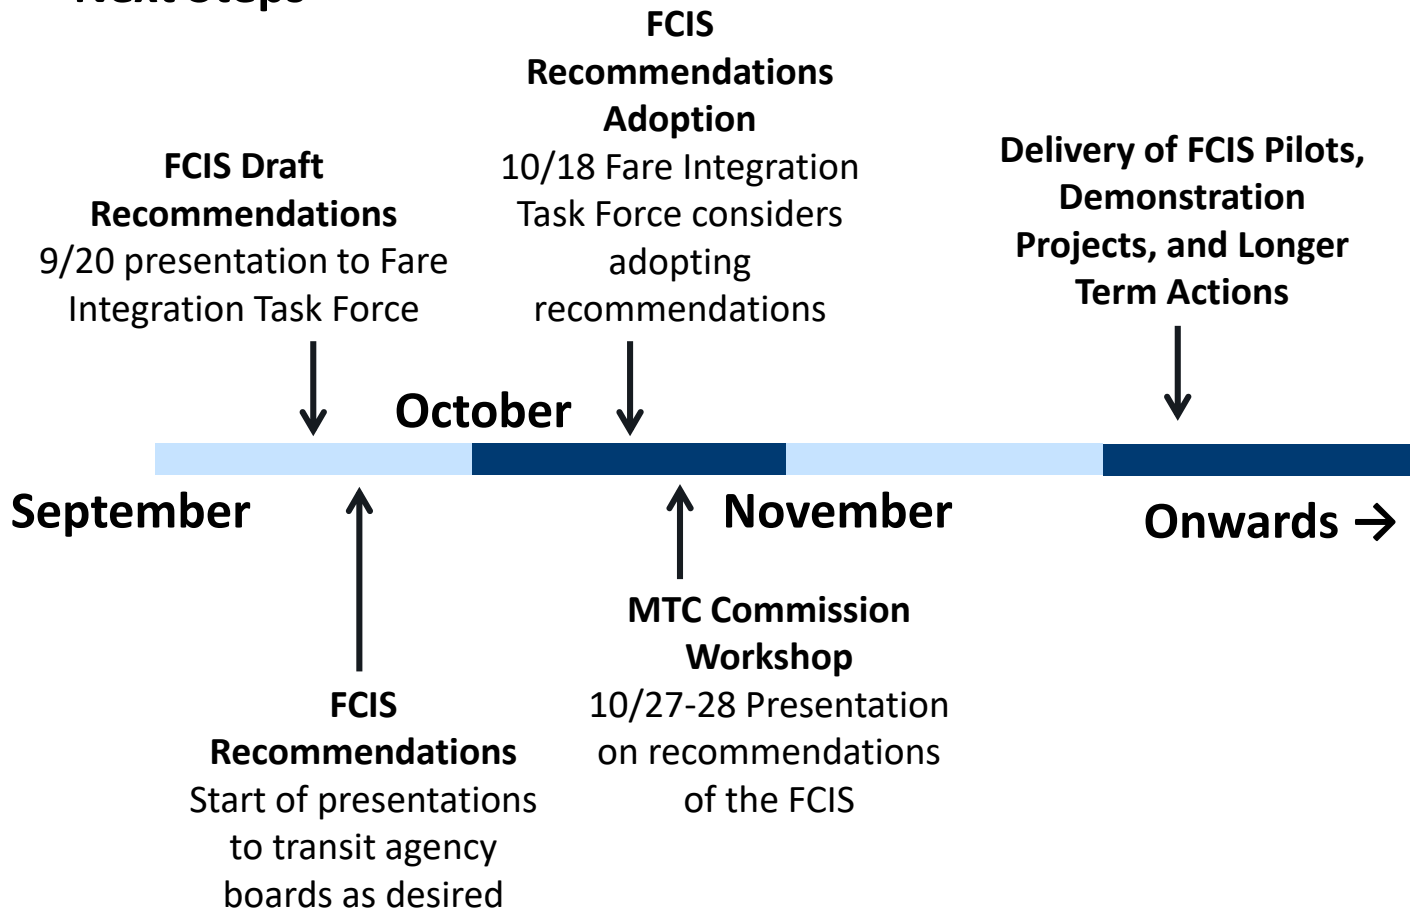 Next Steps
FCIS
Recommendations
Adoption
10/18 Fare Integration
Task Force considers
adopting
recommendations
FCIS Draft
Recommendations
9/20 presentation to Fare
Integration Task Force
Delivery of FCIS Pilots,
Demonstration
Projects, and Longer
Term Actions
October
September
November
Onwards →
MTC Commission
Workshop
10/27-28 Presentation
on recommendations
of the FCIS
FCIS
Recommendations
Start of presentations
to transit agency
boards as desired